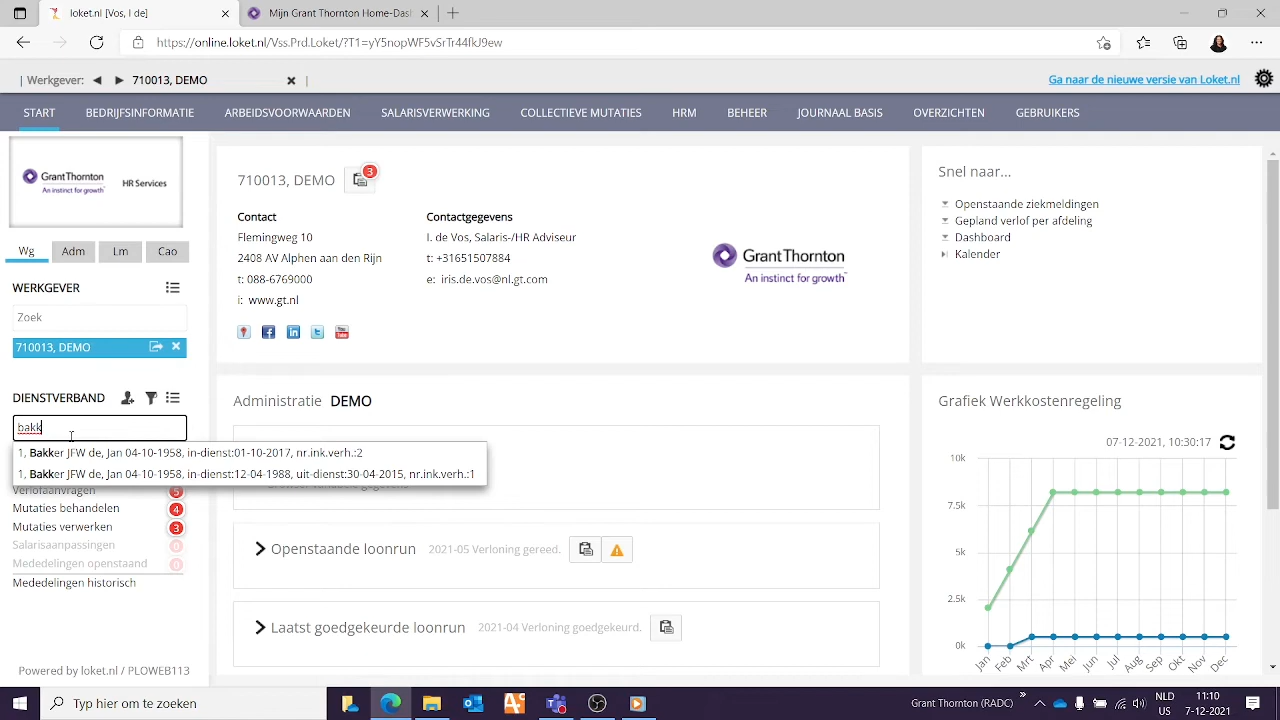 loket.nl [Vos, I de]
Mijn Grant Thornton Home-Dash
https://online.loket.nl/Vss.Prd.Loket/?T1=yY5nopWF5vSrTr44fkJ9ew
| Werkgever: 710013, DEMO |
Ga naar de nieuwe versie van Loket.nl
START BEDRIJFSINFORMATIE ARBEIDSVOORWAARDEN SALARISVERWERKING COLLECTIEVE MUTATIES HRM BEHEER JOURNAAL BASIS OVERZICHTEN GEBRUIKERS
Grant Thornton
An instinct for growth™
HR Services
Wg Adm Lm Cao
WERKGEVER
Zoek
710013, DEMO
DIENSTVERBAND
bakk
1, Bakker JFW de, Jan 04-10-1958, in-dienst:01-10-2017, nr.ink.verh.:2
1, Bakker JFW de, Jan 04-10-1958, in-dienst:12-04-1988, uit-dienst:30-04-2015, nr.ink.verh.:1
Verlofaanvragen 5
Mutaties behandelen 4
Mutaties verwerken 3
Salarisaanpassingen 0
Mededelingen openstaand 0
Mededelingen historisch
Powered by loket.nl / PLOWEB113
710013, DEMO 3
Contact
Flemingweg 10
2408 AV Alphen aan den Rijn
t: 088-6769000
i: www.gt.nl
Contactgegevens
I. de Vos, Salaris-/HR Adviseur
t: +31651507884
e: iris.de.vos@nl.gt.com
Grant Thornton
An instinct for growth™
Administratie DEMO
Openstaande loonrun 2021-05 Verloning gereed.
Laatst goedgekeurde loonrun 2021-04 Verloning goedgekeurd.
Snel naar...
Openstaande ziekmeldingen
Gepland verlof per afdeling
Dashboard
Kalender
Grafiek Werkkostenregeling
07-12-2021, 10:30:17
10k
7.5k
5k
2.5k
0k
Jan Feb Mrt Apr Mei Jun Jul Aug Sep Okt Nov Dec
Typ hier om te zoeken
Grant Thornton (RADC)
NLD
11:10
7-12-2021